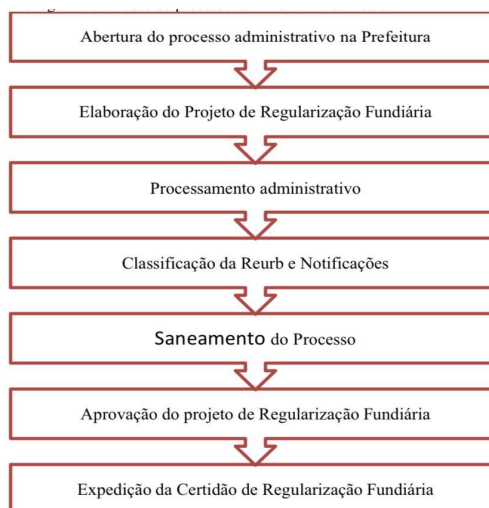 Abertura do processo administrativo na Prefeitura
Elaboração do Projeto de Regularização Fundiária
Processamento administrativo
Classificação da Reurb e Notificações
Saneamento do Processo
Aprovação do projeto de Regularização Fundiária
Expedição da Certidão de Regularização Fundiária